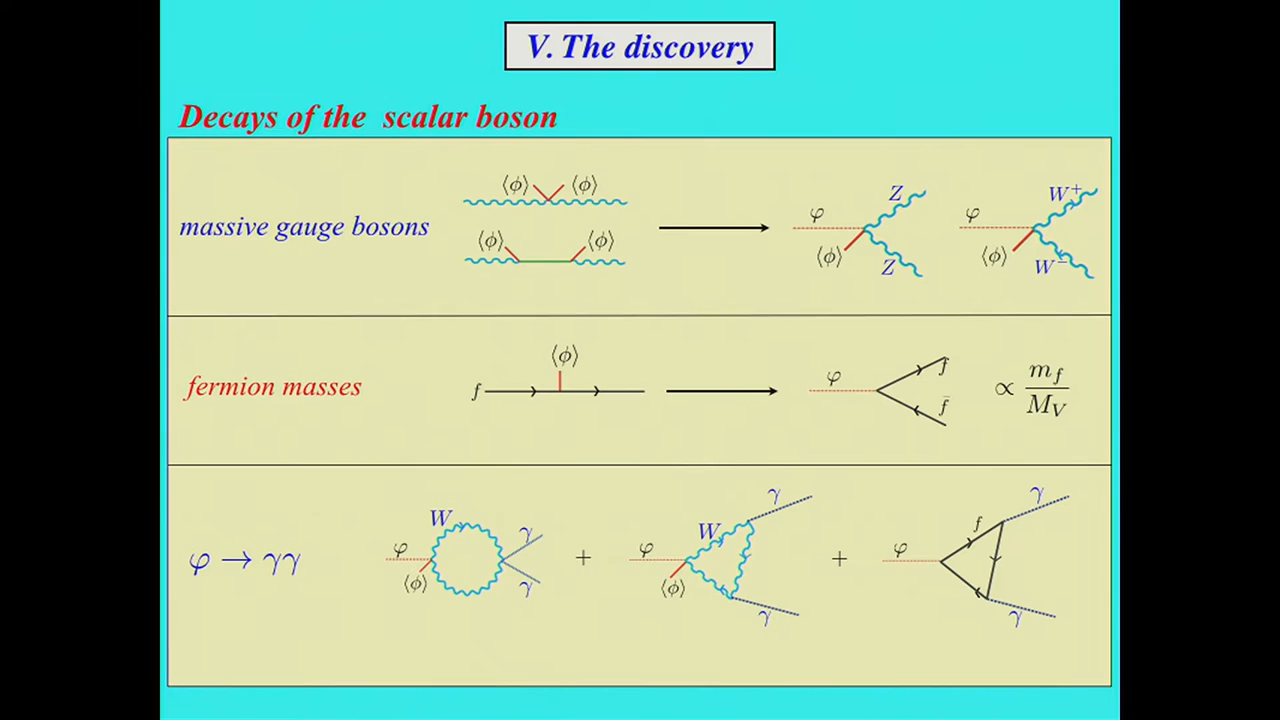 V. The discovery
Decays of the scalar boson
massive gauge bosons
⟨ϕ⟩ ⟨ϕ⟩
⟨ϕ⟩ ⟨ϕ⟩
φ ⟨ϕ⟩ Z Z
φ ⟨ϕ⟩ W⁺ W⁻
fermion masses
f ⟨ϕ⟩
φ f f̄
∝ m_f / M_V
φ → γγ
φ ⟨ϕ⟩ W γ γ
+
φ ⟨ϕ⟩ W γ γ
+
φ f γ γ